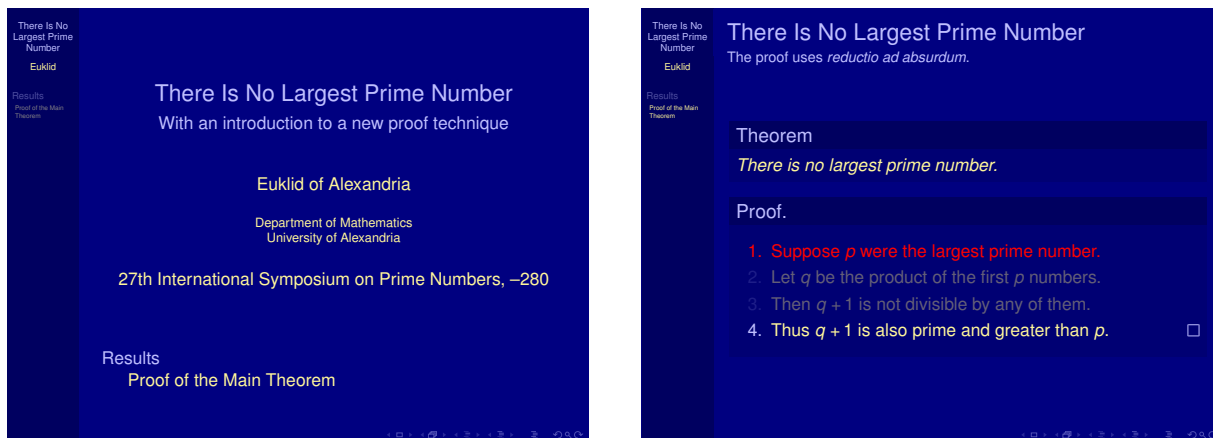 There Is No
Largest Prime
Number
Euklid
Results
Proof of the Main
Theorem
There Is No Largest Prime Number
With an introduction to a new proof technique
Euklid of Alexandria
Department of Mathematics
University of Alexandria
27th International Symposium on Prime Numbers, –280
Results
Proof of the Main Theorem
There Is No
Largest Prime
Number
Euklid
Results
Proof of the Main
Theorem
There Is No Largest Prime Number
The proof uses reductio ad absurdum.
Theorem
There is no largest prime number.
Proof.
1. Suppose p were the largest prime number.
2. Let q be the product of the first p numbers.
3. Then q + 1 is not divisible by any of them.
4. Thus q + 1 is also prime and greater than p. □